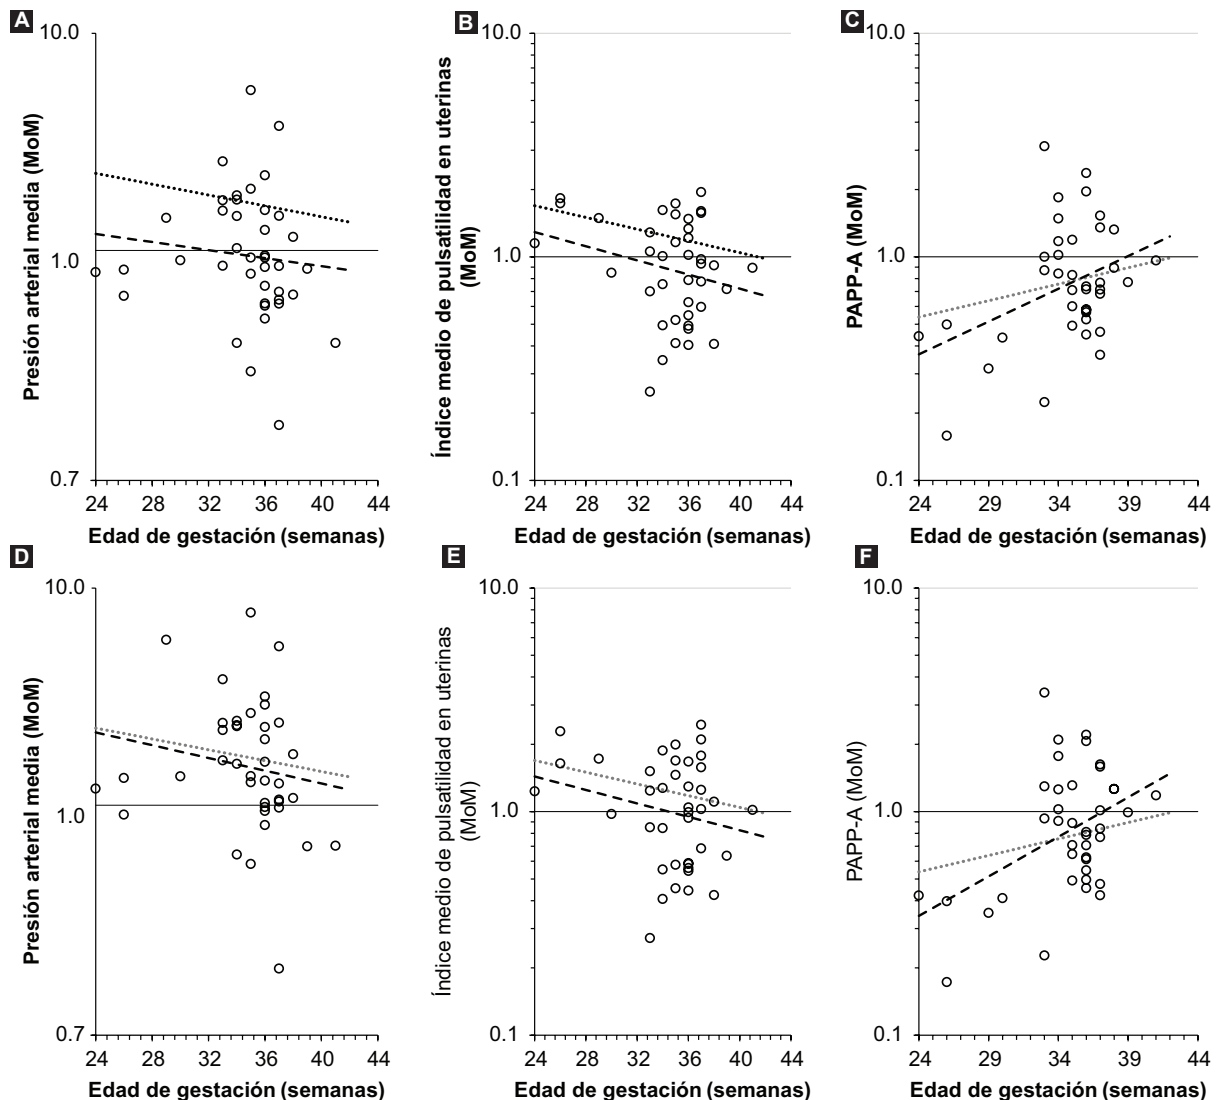 A
10.0
1.0
0.7
24 28 32 36 40 44
Presión arterial media (MoM)
Edad de gestación (semanas)
B
10.0
1.0
0.1
24 28 32 36 40 44
Índice medio de pulsatilidad en uterinas
(MoM)
Edad de gestación (semanas)
C
10.0
1.0
0.1
24 29 34 39 44
PAPP-A (MoM)
Edad de gestación (semanas)
D
10.0
1.0
0.7
24 28 32 36 40 44
Presión arterial media (MoM)
Edad de gestación (semanas)
E
10.0
1.0
0.1
24 28 32 36 40 44
Índice medio de pulsatilidad en uterinas
(MoM)
Edad de gestación (semanas)
F
10.0
1.0
0.1
24 29 34 39 44
PAPP-A (MoM)
Edad de gestación (semanas)